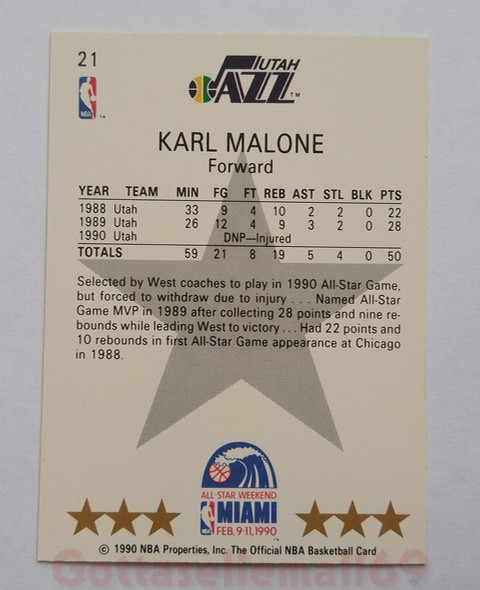 21
UTAH
JAZZ TM
NBA
KARL MALONE
Forward
YEAR TEAM MIN FG FT REB AST STL BLK PTS
1988 Utah 33 9 4 10 2 2 0 22
1989 Utah 26 12 4 9 3 2 0 28
1990 Utah DNP—Injured
TOTALS 59 21 8 19 5 4 0 50
Selected by West coaches to play in 1990 All-Star Game,
but forced to withdraw due to injury . . . Named All-Star
Game MVP in 1989 after collecting 28 points and nine re-
bounds while leading West to victory . . . Had 22 points and
10 rebounds in first All-Star Game appearance at Chicago
in 1988.
ALL-STAR WEEKEND
NBA MIAMI
FEB. 9-11, 1990
© 1990 NBA Properties, Inc. The Official NBA Basketball Card
Gottasellemall69